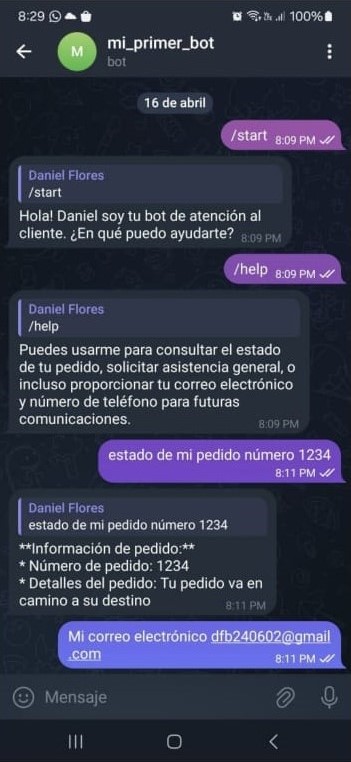 8:29 100%
M mi_primer_bot
bot
16 de abril
/start 8:09 PM
Daniel Flores
/start
Hola! Daniel soy tu bot de atención al
cliente. ¿En qué puedo ayudarte? 8:09 PM
/help 8:09 PM
Daniel Flores
/help
Puedes usarme para consultar el estado
de tu pedido, solicitar asistencia general, o
incluso proporcionar tu correo electrónico
y número de teléfono para futuras
comunicaciones.
8:09 PM
estado de mi pedido número 1234
8:11 PM
Daniel Flores
estado de mi pedido número 1234
**Información de pedido:**
* Número de pedido: 1234
* Detalles del pedido: Tu pedido va en
camino a su destino 8:11 PM
Mi correo electrónico dfb240602@gmail
.com 8:11 PM
Mensaje